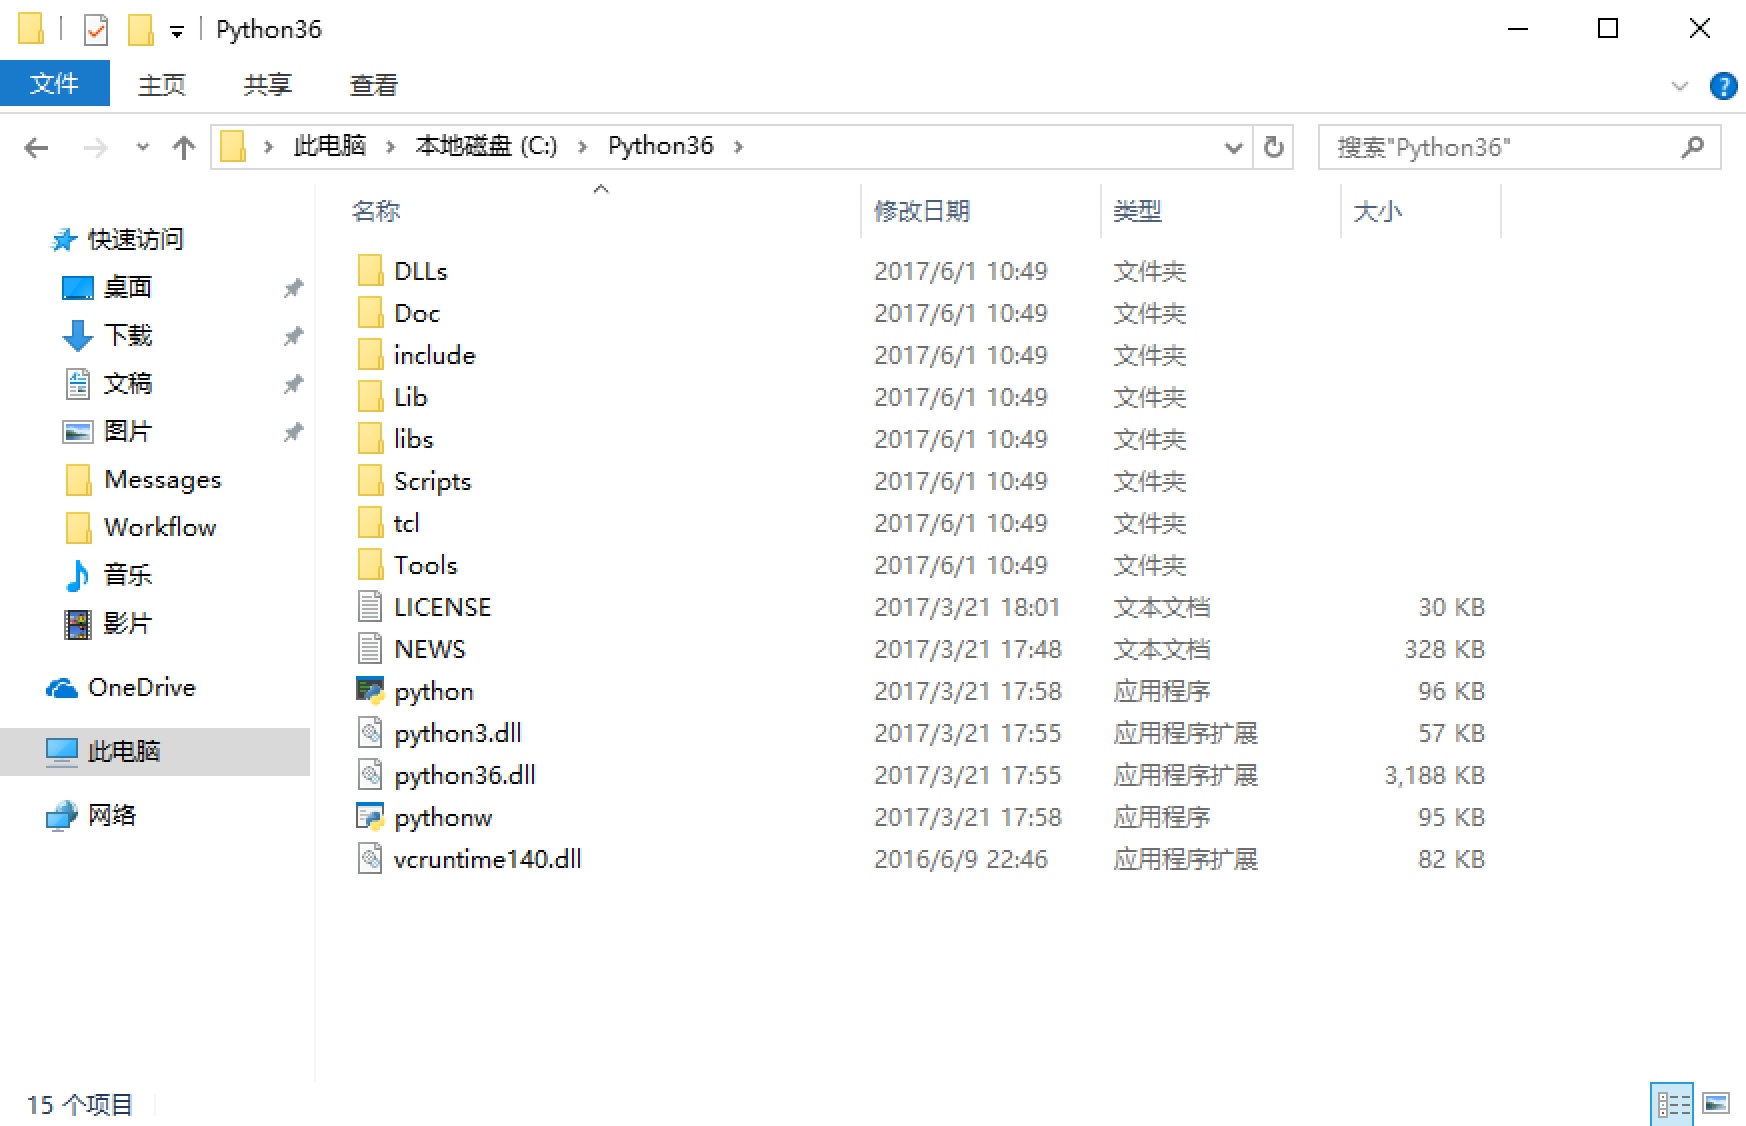 Python36
文件 主页 共享 查看
此电脑 本地磁盘 (C:) Python36 搜索"Python36"
名称 修改日期 类型 大小
快速访问
桌面
下载
文稿
图片
Messages
Workflow
音乐
影片
OneDrive
此电脑
网络
DLLs 2017/6/1 10:49 文件夹
Doc 2017/6/1 10:49 文件夹
include 2017/6/1 10:49 文件夹
Lib 2017/6/1 10:49 文件夹
libs 2017/6/1 10:49 文件夹
Scripts 2017/6/1 10:49 文件夹
tcl 2017/6/1 10:49 文件夹
Tools 2017/6/1 10:49 文件夹
LICENSE 2017/3/21 18:01 文本文档 30 KB
NEWS 2017/3/21 17:48 文本文档 328 KB
python 2017/3/21 17:58 应用程序 96 KB
python3.dll 2017/3/21 17:55 应用程序扩展 57 KB
python36.dll 2017/3/21 17:55 应用程序扩展 3,188 KB
pythonw 2017/3/21 17:58 应用程序 95 KB
vcruntime140.dll 2016/6/9 22:46 应用程序扩展 82 KB
15 个项目